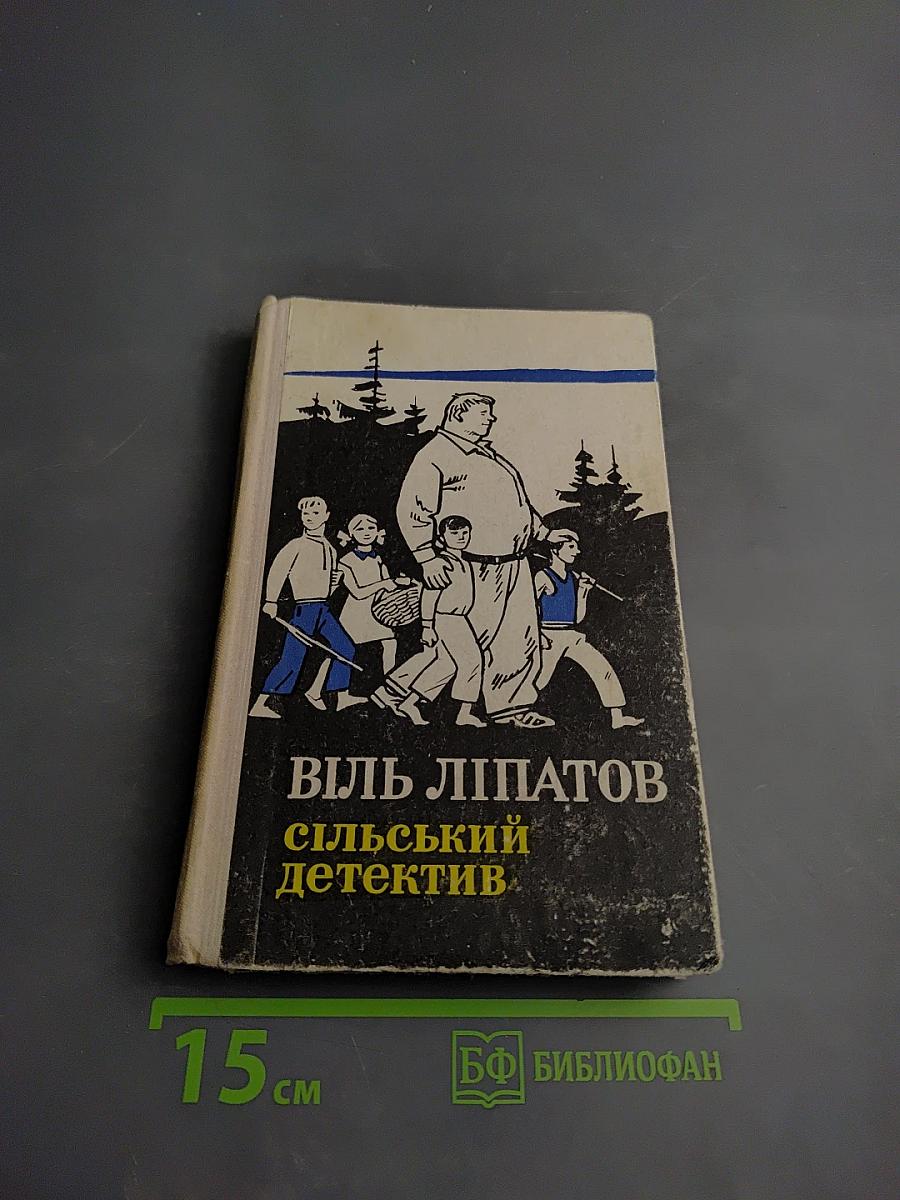 ВІЛЬ ЛІПАТОВ
сільський
детектив
15 см
БФ БИБЛИОФАН